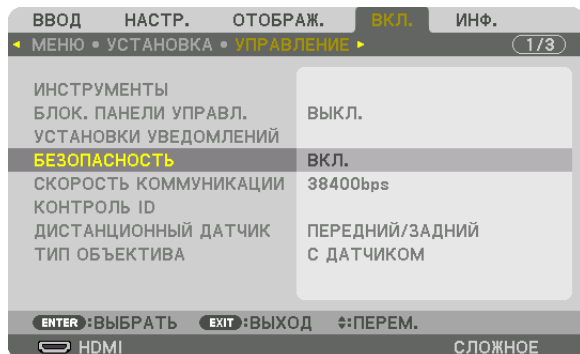 ВВОД НАСТР. ОТОБРАЖ. ВКЛ. ИНФ.
МЕНЮ • УСТАНОВКА • УПРАВЛЕНИЕ 1/3
ИНСТРУМЕНТЫ
БЛОК. ПАНЕЛИ УПРАВЛ. ВЫКЛ.
УСТАНОВКИ УВЕДОМЛЕНИЙ
БЕЗОПАСНОСТЬ ВКЛ.
СКОРОСТЬ КОММУНИКАЦИИ 38400bps
КОНТРОЛЬ ID
ДИСТАНЦИОННЫЙ ДАТЧИК ПЕРЕДНИЙ/ЗАДНИЙ
ТИП ОБЪЕКТИВА С ДАТЧИКОМ
ENTER:ВЫБРАТЬ EXIT:ВЫХОД :ПЕРЕМ.
HDMI СЛОЖНОЕ